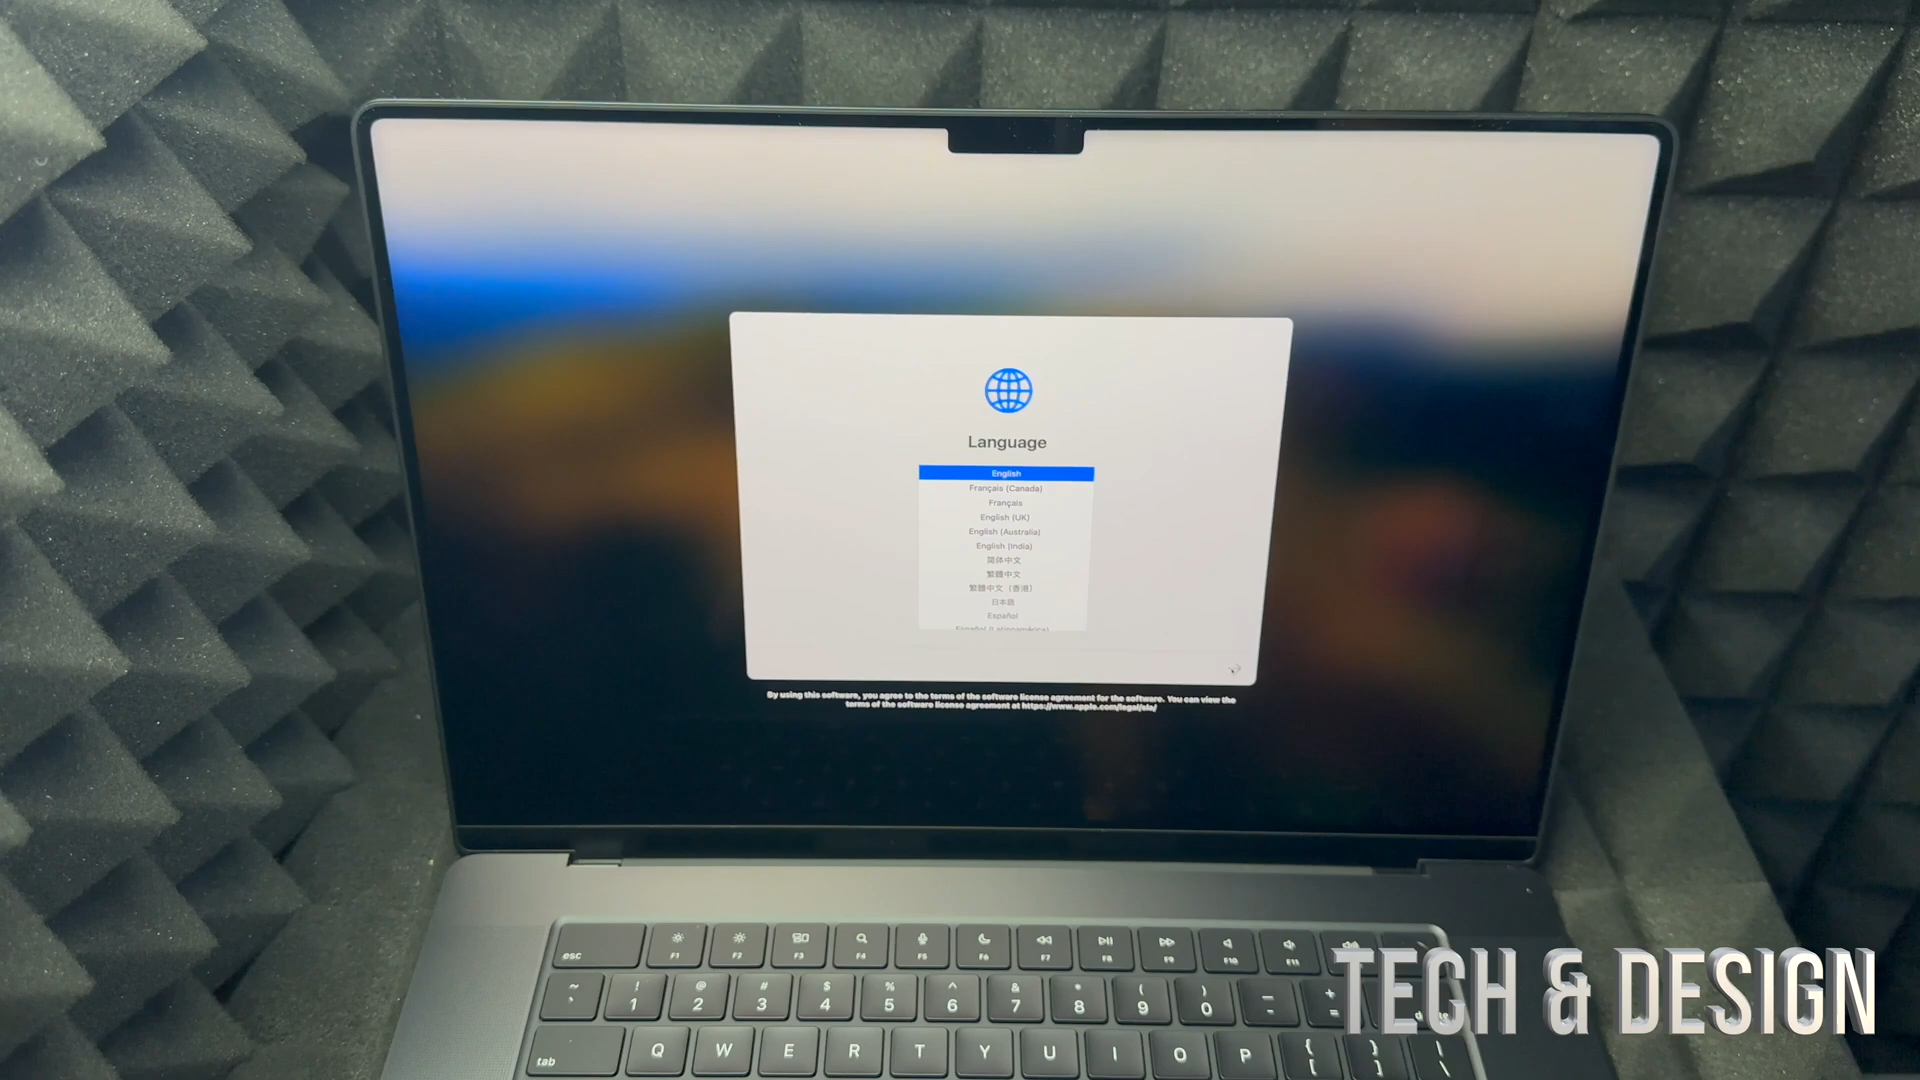 Language
English
Français (Canada)
Français
English (UK)
English (Australia)
English (India)
简体中文
繁體中文
繁體中文（香港）
日本語
Español
Español (Latinoamérica)
By using this software, you agree to the terms of the software license agreement for the software. You can view the
terms of the software license agreement at https://www.apple.com/legal/sla/
esc F1 F2 F3 F4 F5 F6 F7 F8 F9 F10 F11
~ ! @ # $ % ^ & * ( ) _ +
` 1 2 3 4 5 6 7 8 9 0 - =
tab Q W E R T Y U I O P { [ } ] | \
TECH & DESIGN